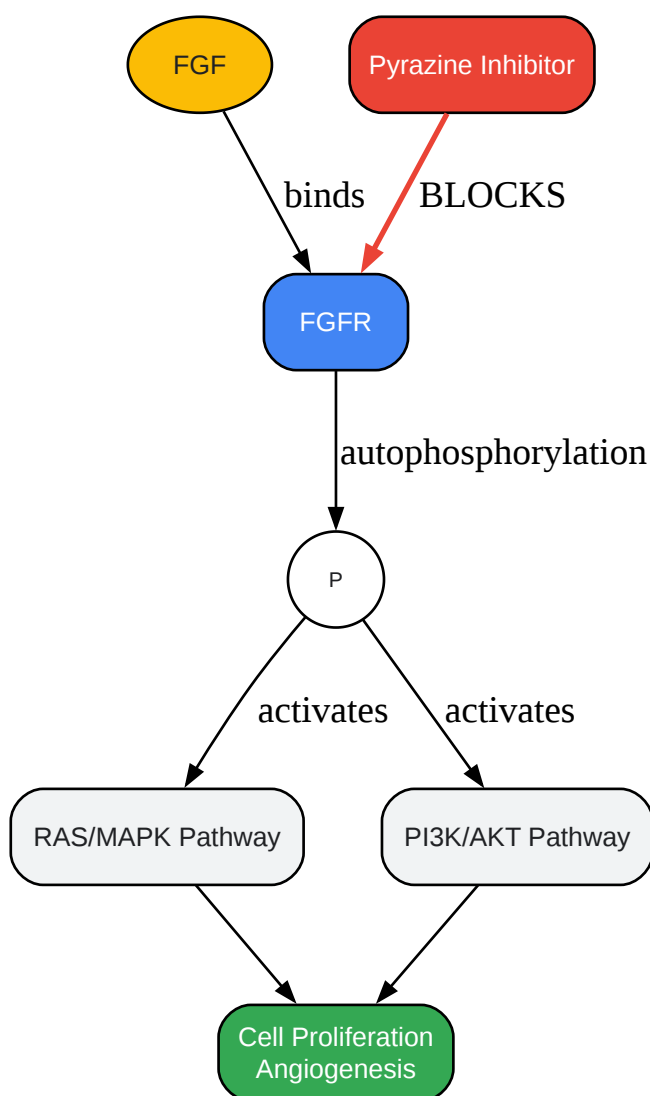 FGF
Pyrazine Inhibitor
binds
BLOCKS
FGFR
autophosphorylation
P
activates
activates
RAS/MAPK Pathway
PI3K/AKT Pathway
Cell Proliferation
Angiogenesis